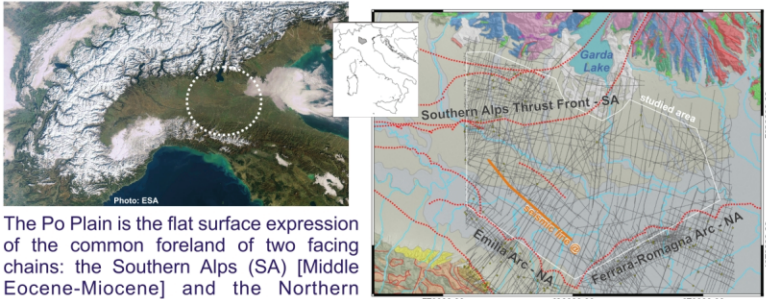 Photo: ESA
The Po Plain is the flat surface expression
of the common foreland of two facing
chains: the Southern Alps (SA) [Middle
Eocene-Miocene] and the Northern
Garda
Lake
Southern Alps Thrust Front - SA
studied area
Emilia Arc - NA
Ferrara-Romagna Arc - NA